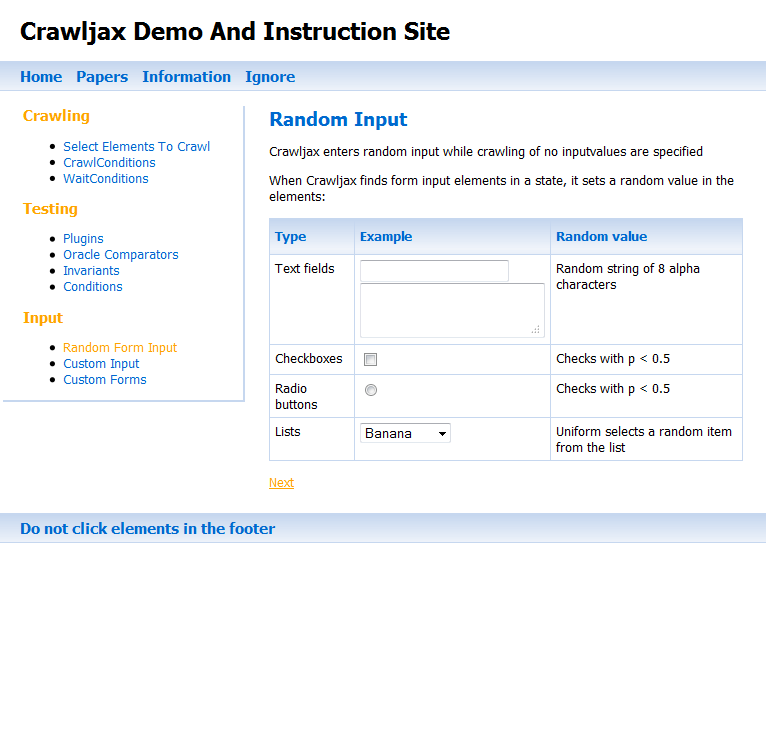 Crawljax Demo And Instruction Site
Home Papers Information Ignore
Crawling
Select Elements To Crawl
CrawlConditions
WaitConditions
Testing
Plugins
Oracle Comparators
Invariants
Conditions
Input
Random Form Input
Custom Input
Custom Forms
Random Input
Crawljax enters random input while crawling of no inputvalues are specified
When Crawljax finds form input elements in a state, it sets a random value in the
elements:
Type Example Random value
Text fields Random string of 8 alpha
characters
Checkboxes Checks with p < 0.5
Radio Checks with p < 0.5
buttons
Lists Banana Uniform selects a random item
from the list
Next
Do not click elements in the footer